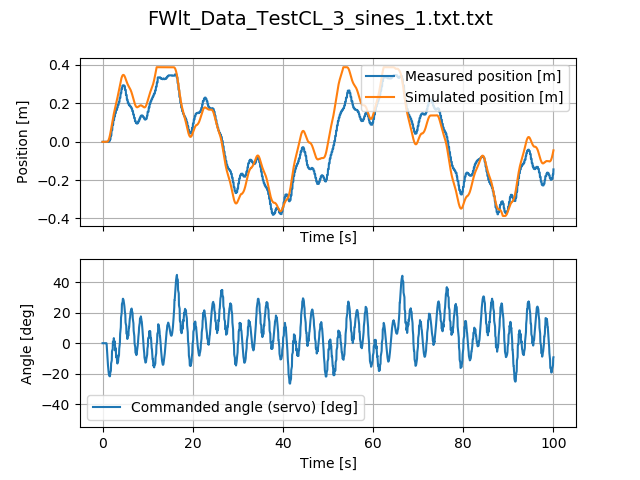 FWlt_Data_TestCL_3_sines_1.txt.txt
0.4
0.2
0.0
−0.2
−0.4
Position [m]
Measured position [m]
Simulated position [m]
Time [s]
40
20
0
−20
−40
Angle [deg]
Commanded angle (servo) [deg]
0
20
40
60
80
100
Time [s]